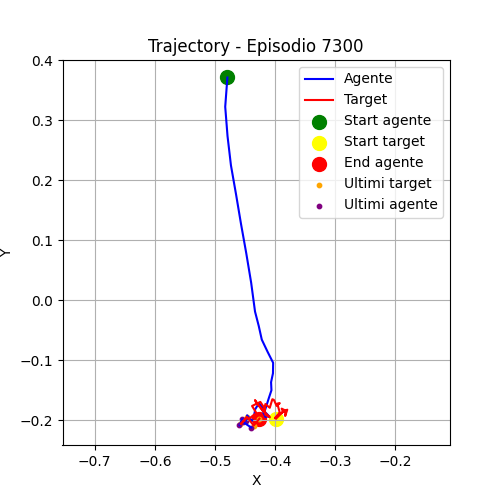 Trajectory - Episodio 7300
Agente
Target
Start agente
Start target
End agente
Ultimi target
Ultimi agente
0.4
0.3
0.2
0.1
0.0
−0.1
−0.2
Y
−0.7
−0.6
−0.5
−0.4
−0.3
−0.2
X